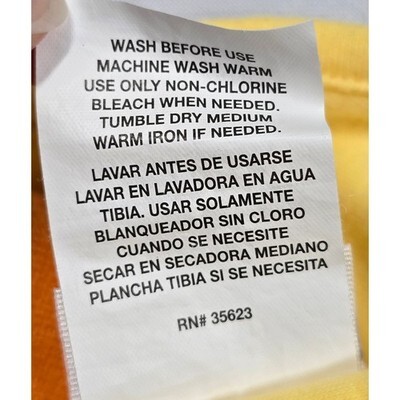 WASH BEFORE USE
MACHINE WASH WARM
USE ONLY NON-CHLORINE
BLEACH WHEN NEEDED.
TUMBLE DRY MEDIUM
WARM IRON IF NEEDED.
LAVAR ANTES DE USARSE
LAVAR EN LAVADORA EN AGUA
TIBIA. USAR SOLAMENTE
BLANQUEADOR SIN CLORO
CUANDO SE NECESITE
SECAR EN SECADORA MEDIANO
PLANCHA TIBIA SI SE NECESITA
RN# 35623